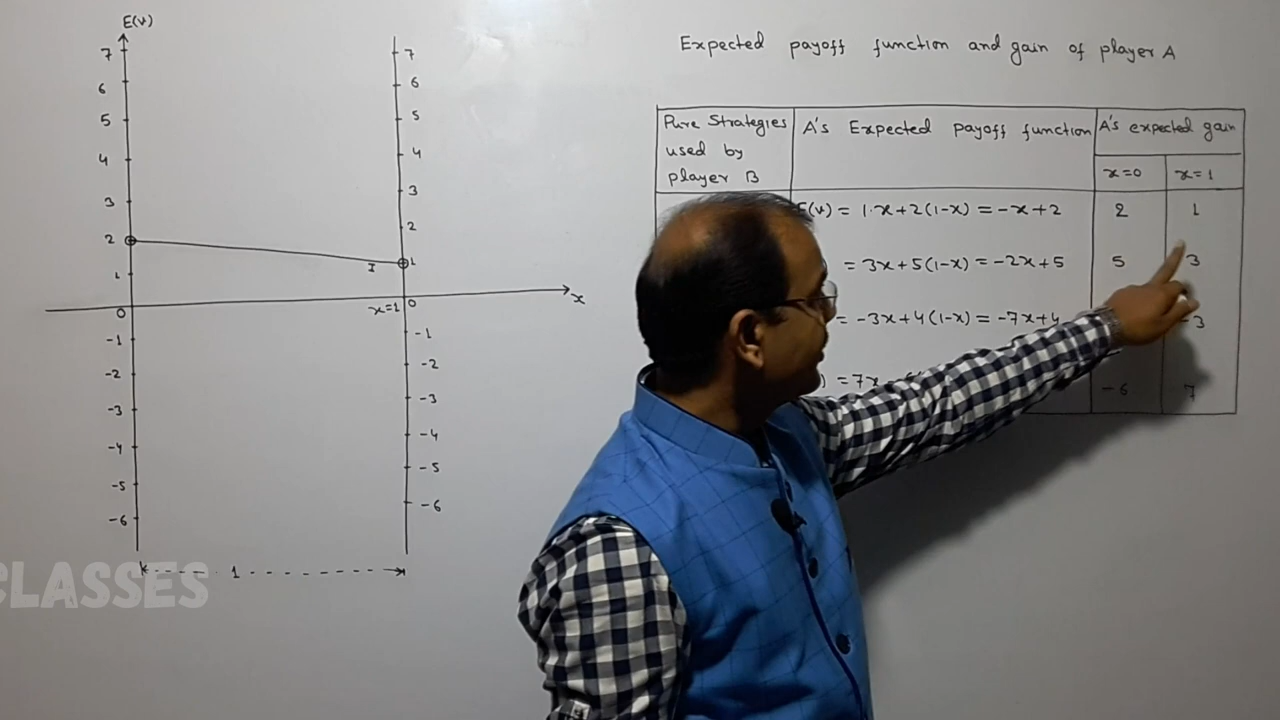 E(v)
7
6
5
4
3
2
1
0
-1
-2
-3
-4
-5
-6
7
6
5
4
3
2
1
0
-1
-2
-3
-4
-5
-6
I
x=1
x
1
CLASSES
Expected payoff function and gain of player A
Pure Strategies used by player B
A's Expected payoff function
A's expected gain
x=0
x=1
E(v) = 1·x+2(1-x) = -x+2
2
1
= 3x+5(1-x) = -2x+5
5
3
= -3x+4(1-x) = -7x+4
-3
) = 7x
-6
7